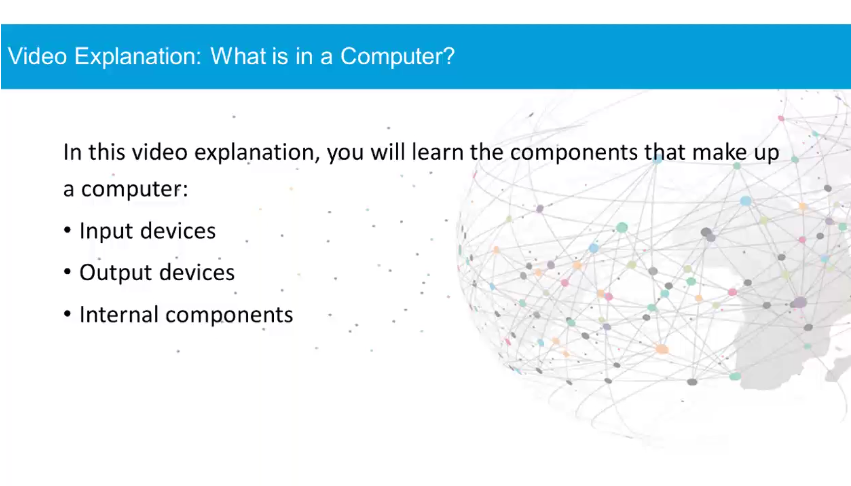 Video Explanation: What is in a Computer?
In this video explanation, you will learn the components that make up
a computer:
• Input devices
• Output devices
• Internal components